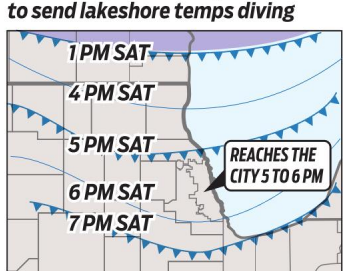 to send lakeshore temps diving
1 PM SAT
4 PM SAT
5 PM SAT
REACHES THE
CITY 5 TO 6 PM
6 PM SAT
7 PM SAT